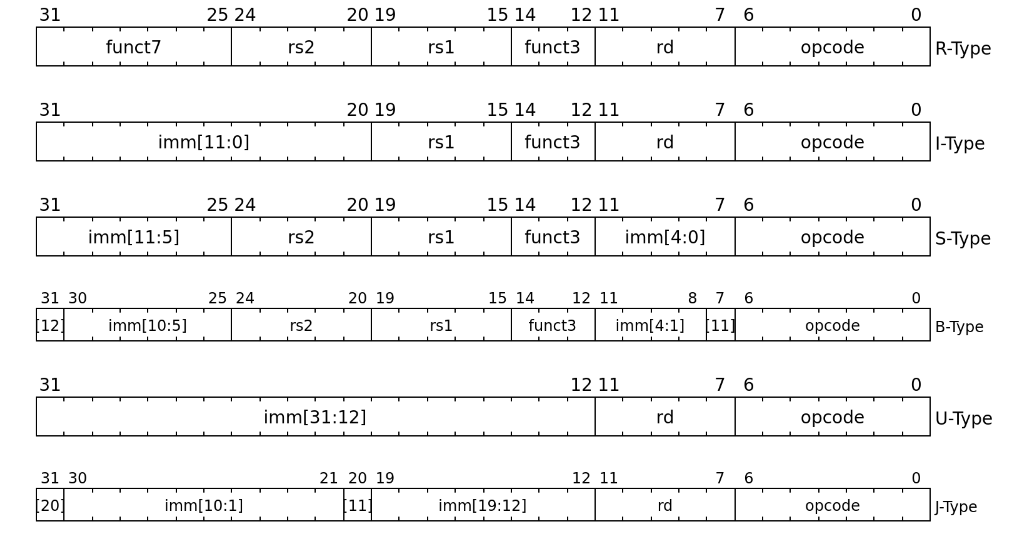 31 25 24 20 19 15 14 12 11 7 6 0
funct7 rs2 rs1 funct3 rd opcode R-Type
31 20 19 15 14 12 11 7 6 0
imm[11:0] rs1 funct3 rd opcode I-Type
31 25 24 20 19 15 14 12 11 7 6 0
imm[11:5] rs2 rs1 funct3 imm[4:0] opcode S-Type
31 30 25 24 20 19 15 14 12 11 8 7 6 0
[12] imm[10:5] rs2 rs1 funct3 imm[4:1] [11] opcode B-Type
31 12 11 7 6 0
imm[31:12] rd opcode U-Type
31 30 21 20 19 12 11 7 6 0
[20] imm[10:1] [11] imm[19:12] rd opcode J-Type